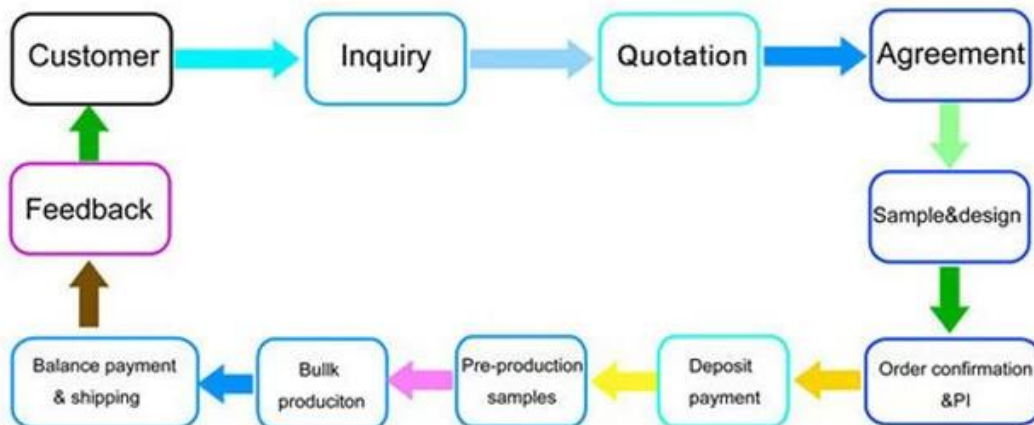 Customer
Inquiry
Quotation
Agreement
Feedback
Sample&design
Balance payment
& shipping
Bullk
produciton
Pre-production
samples
Deposit
payment
Order confirmation
&PI